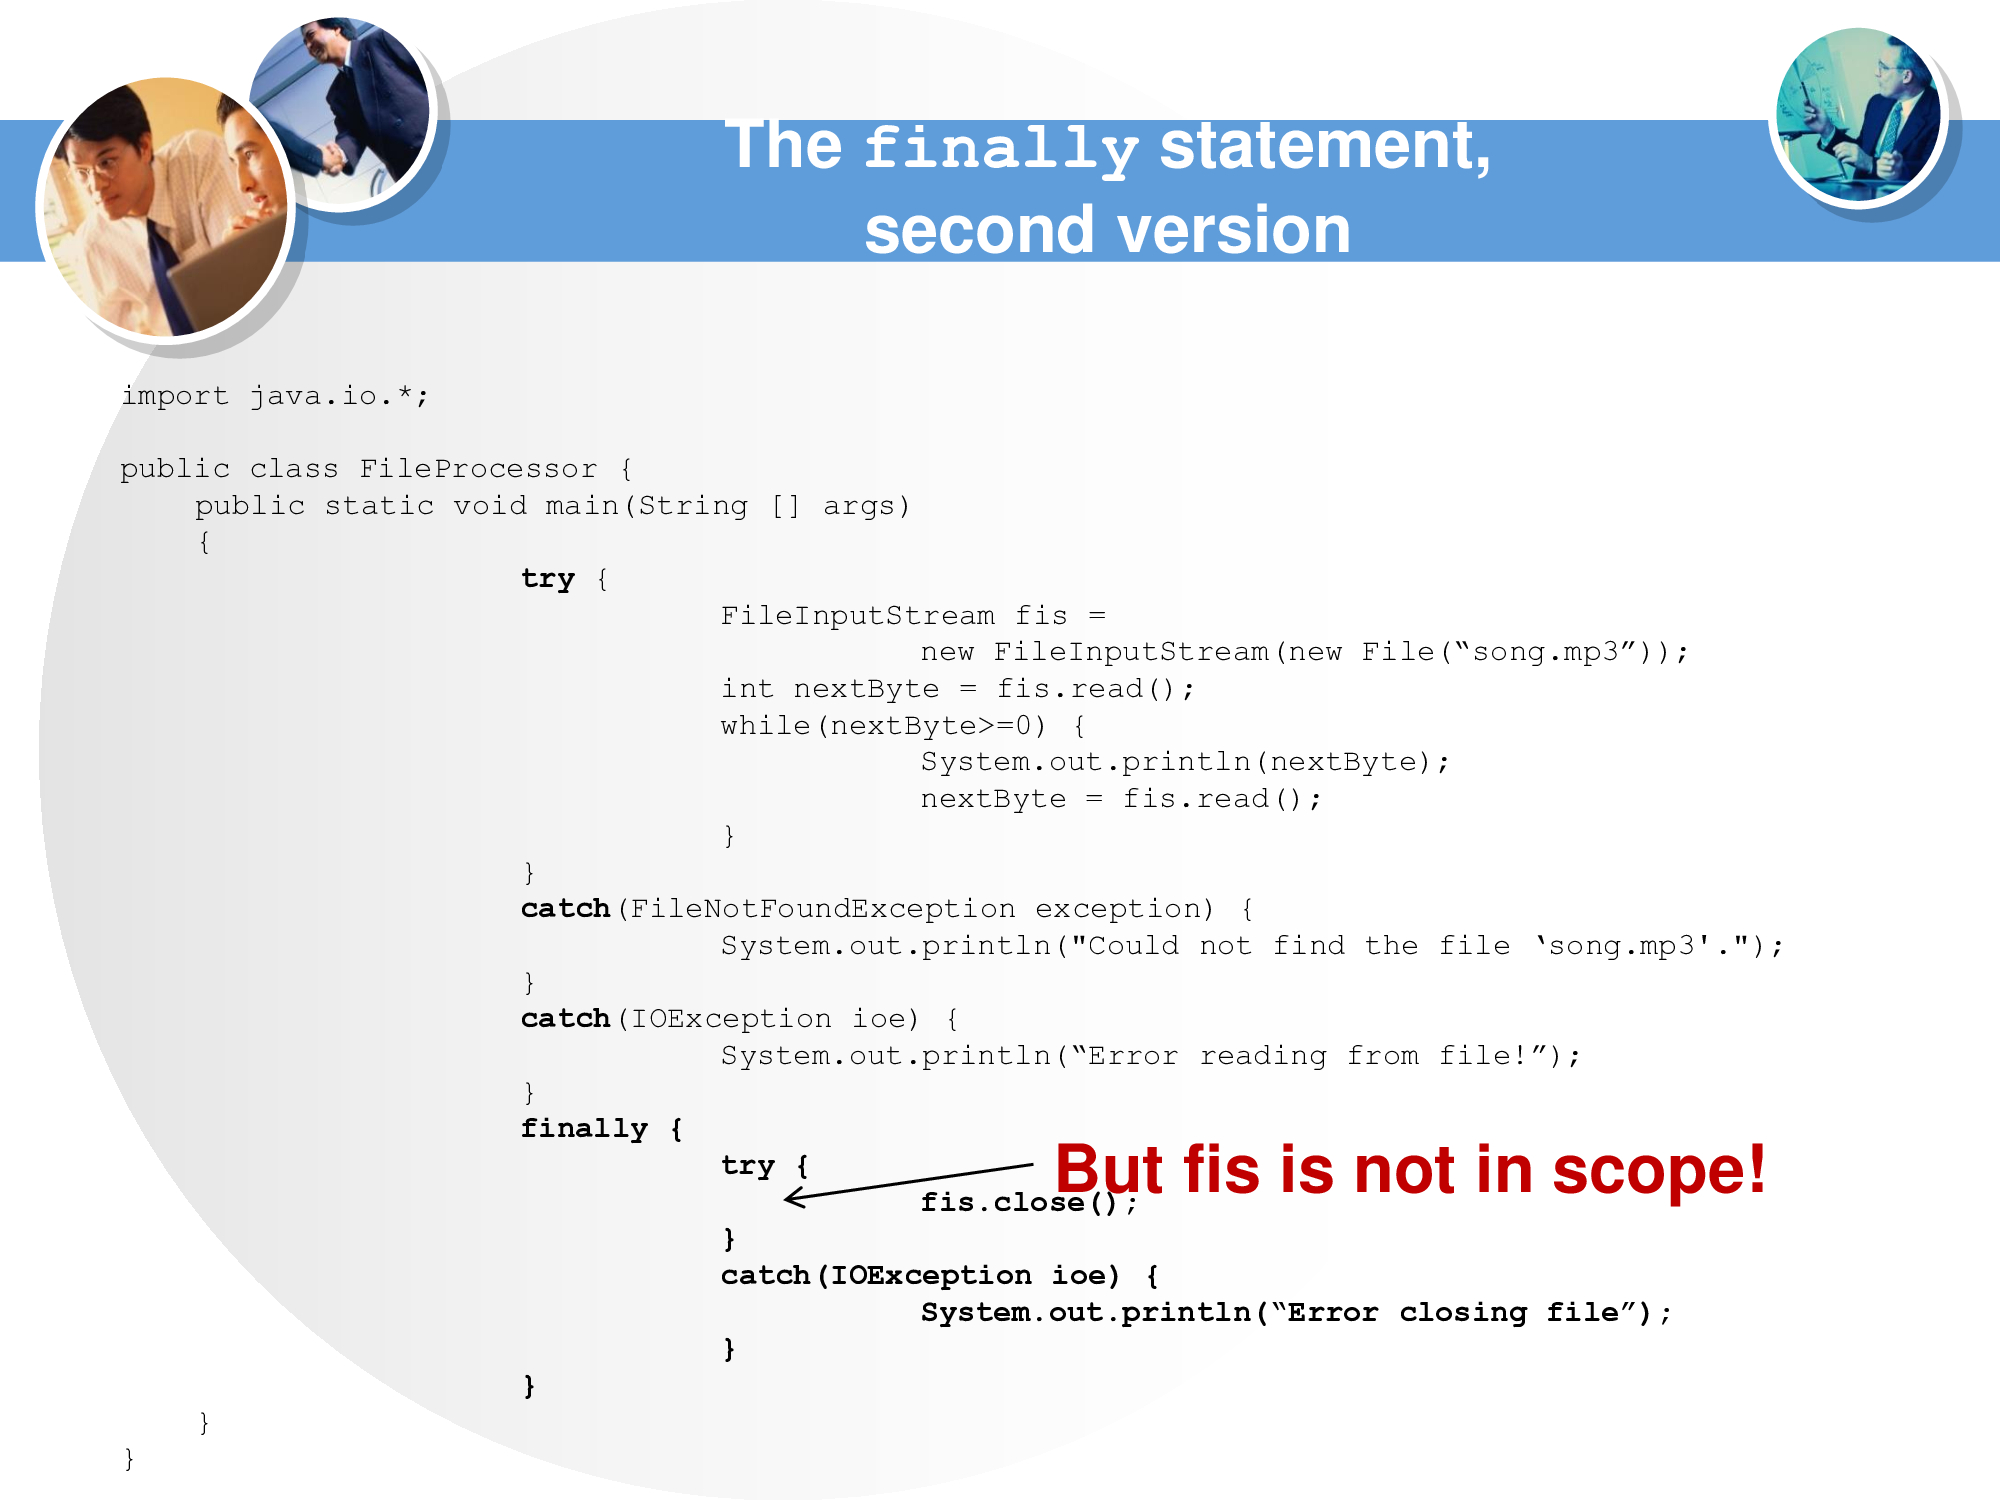 The finally statement,
second version
import java.io.*;
public class FileProcessor {
public static void main(String [] args)
{
try {
FileInputStream fis =
new FileInputStream(new File(“song.mp3”));
int nextByte = fis.read();
while(nextByte>=0) {
System.out.println(nextByte);
nextByte = fis.read();
}
}
catch(FileNotFoundException exception) {
System.out.println("Could not find the file ‘song.mp3'.");
}
catch(IOException ioe) {
System.out.println(“Error reading from file!”);
}
finally {
try {
But fis is not in scope!
fis.close();
}
catch(IOException ioe) {
System.out.println(“Error closing file”);
}
}
}
}